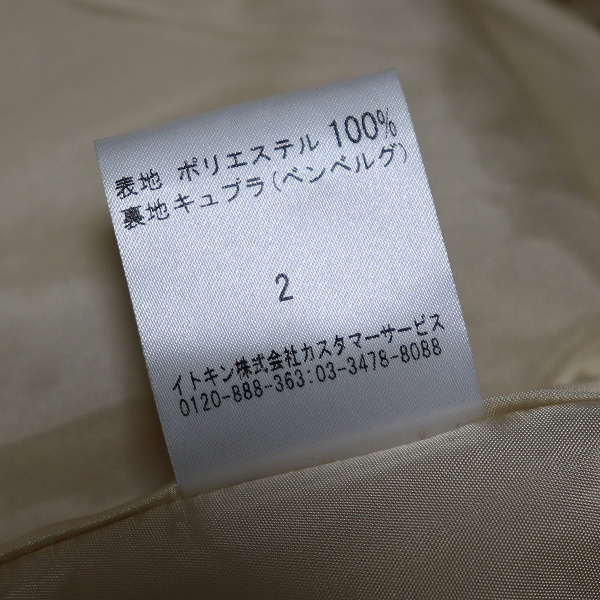 表地 ポリエステル 100%
裏地キュプラ(ベンベルグ)
2
イトキン株式会社カスタマーサービス
0120-888-363:03-3478-8088